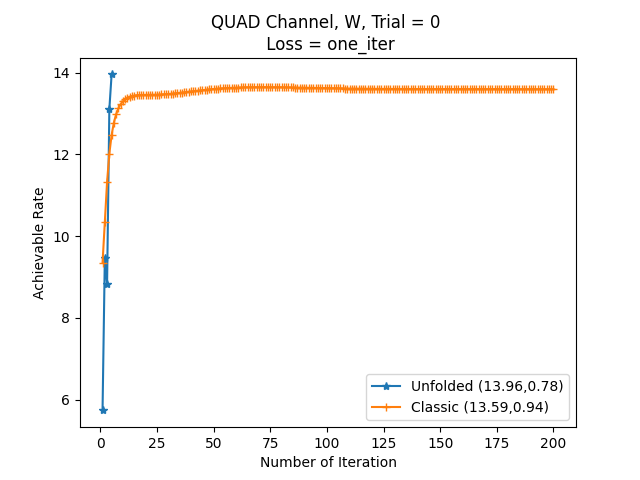 QUAD Channel, W, Trial = 0
Loss = one_iter
Achievable Rate
14
12
10
8
6
0
25
50
75
100
125
150
175
200
Number of Iteration
Unfolded (13.96,0.78)
Classic (13.59,0.94)